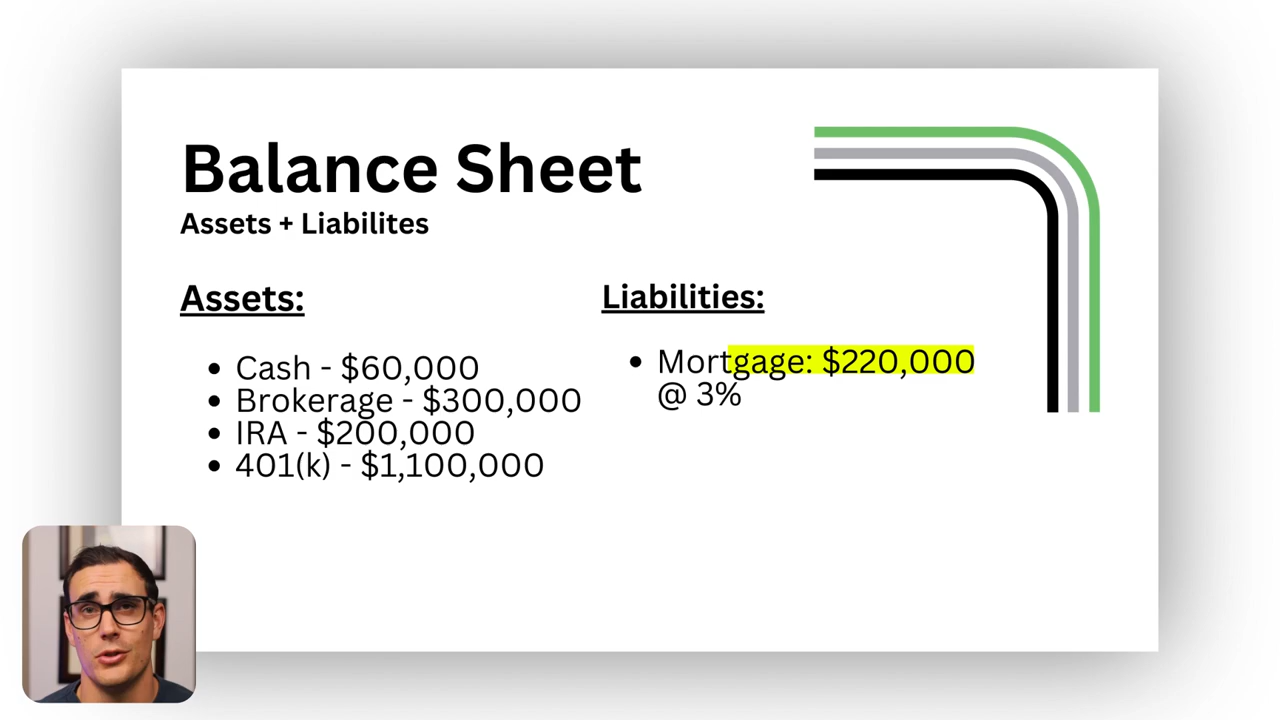 Balance Sheet
Assets + Liabilites
Assets:
• Cash - $60,000
• Brokerage - $300,000
• IRA - $200,000
• 401(k) - $1,100,000
Liabilities:
• Mortgage: $220,000
@ 3%